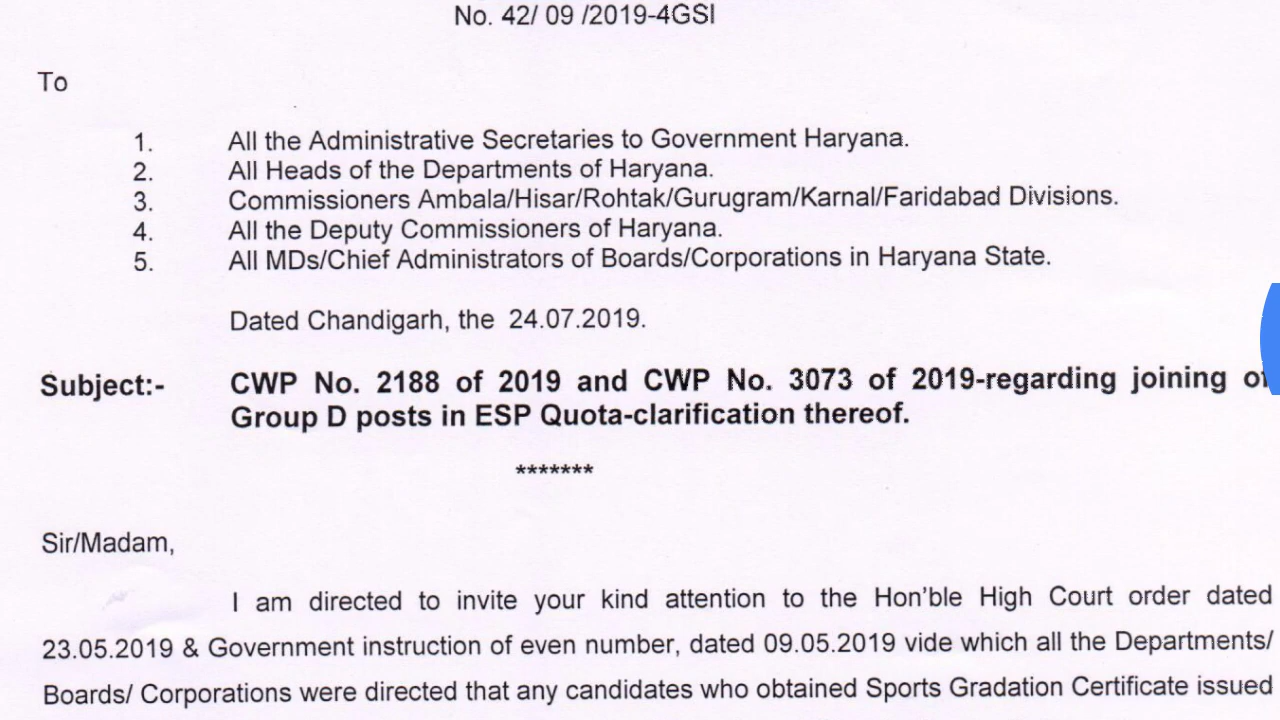 No. 42/ 09 /2019-4GSI
To
1. All the Administrative Secretaries to Government Haryana.
2. All Heads of the Departments of Haryana.
3. Commissioners Ambala/Hisar/Rohtak/Gurugram/Karnal/Faridabad Divisions.
4. All the Deputy Commissioners of Haryana.
5. All MDs/Chief Administrators of Boards/Corporations in Haryana State.
Dated Chandigarh, the 24.07.2019.
Subject:- CWP No. 2188 of 2019 and CWP No. 3073 of 2019-regarding joining of
Group D posts in ESP Quota-clarification thereof.
*******
Sir/Madam,
I am directed to invite your kind attention to the Hon'ble High Court order dated
23.05.2019 & Government instruction of even number, dated 09.05.2019 vide which all the Departments/
Boards/ Corporations were directed that any candidates who obtained Sports Gradation Certificate issued